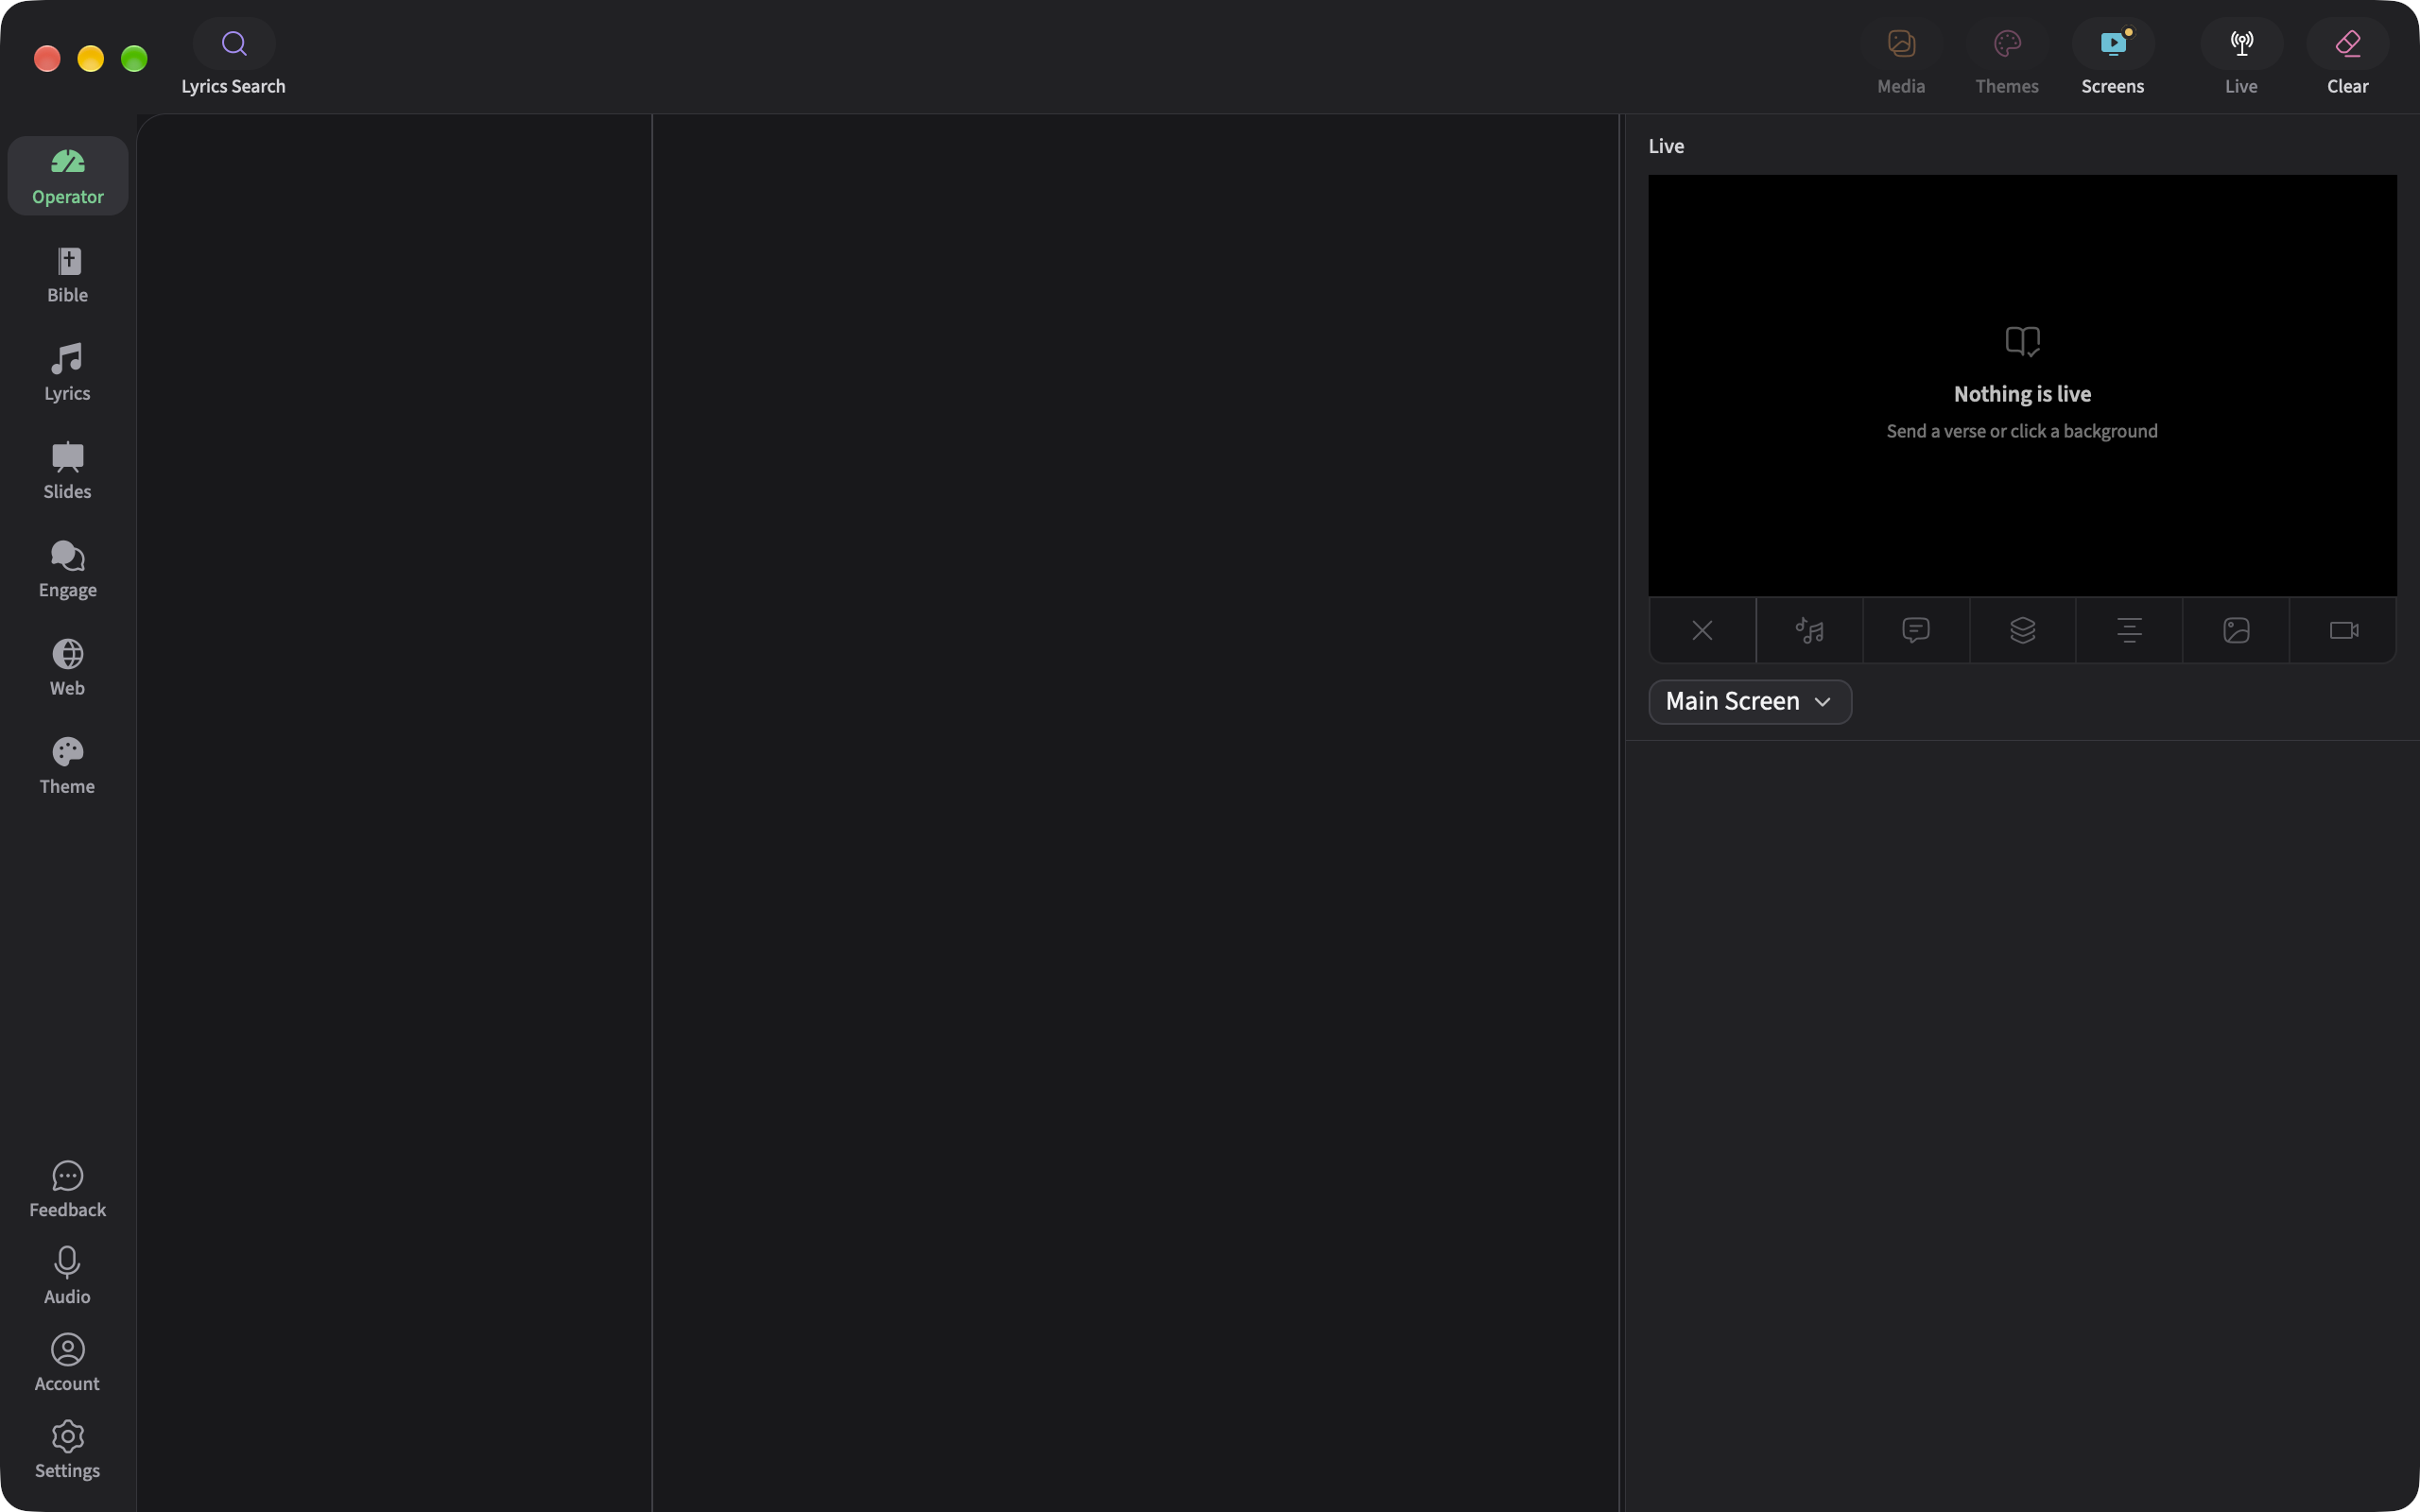 Lyrics Search
Media
Themes
Screens
Live
Clear
Operator
Bible
Lyrics
Slides
Engage
Web
Theme
Feedback
Audio
Account
Settings
Live
Nothing is live
Send a verse or click a background
Main Screen